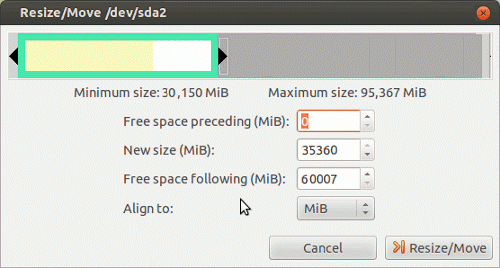 Resize/Move /dev/sda2
Minimum size: 30,150 MiB Maximum size: 95,367 MiB
Free space preceding (MiB): 0
New size (MiB): 35360
Free space following (MiB): 60007
Align to: MiB
Cancel Resize/Move